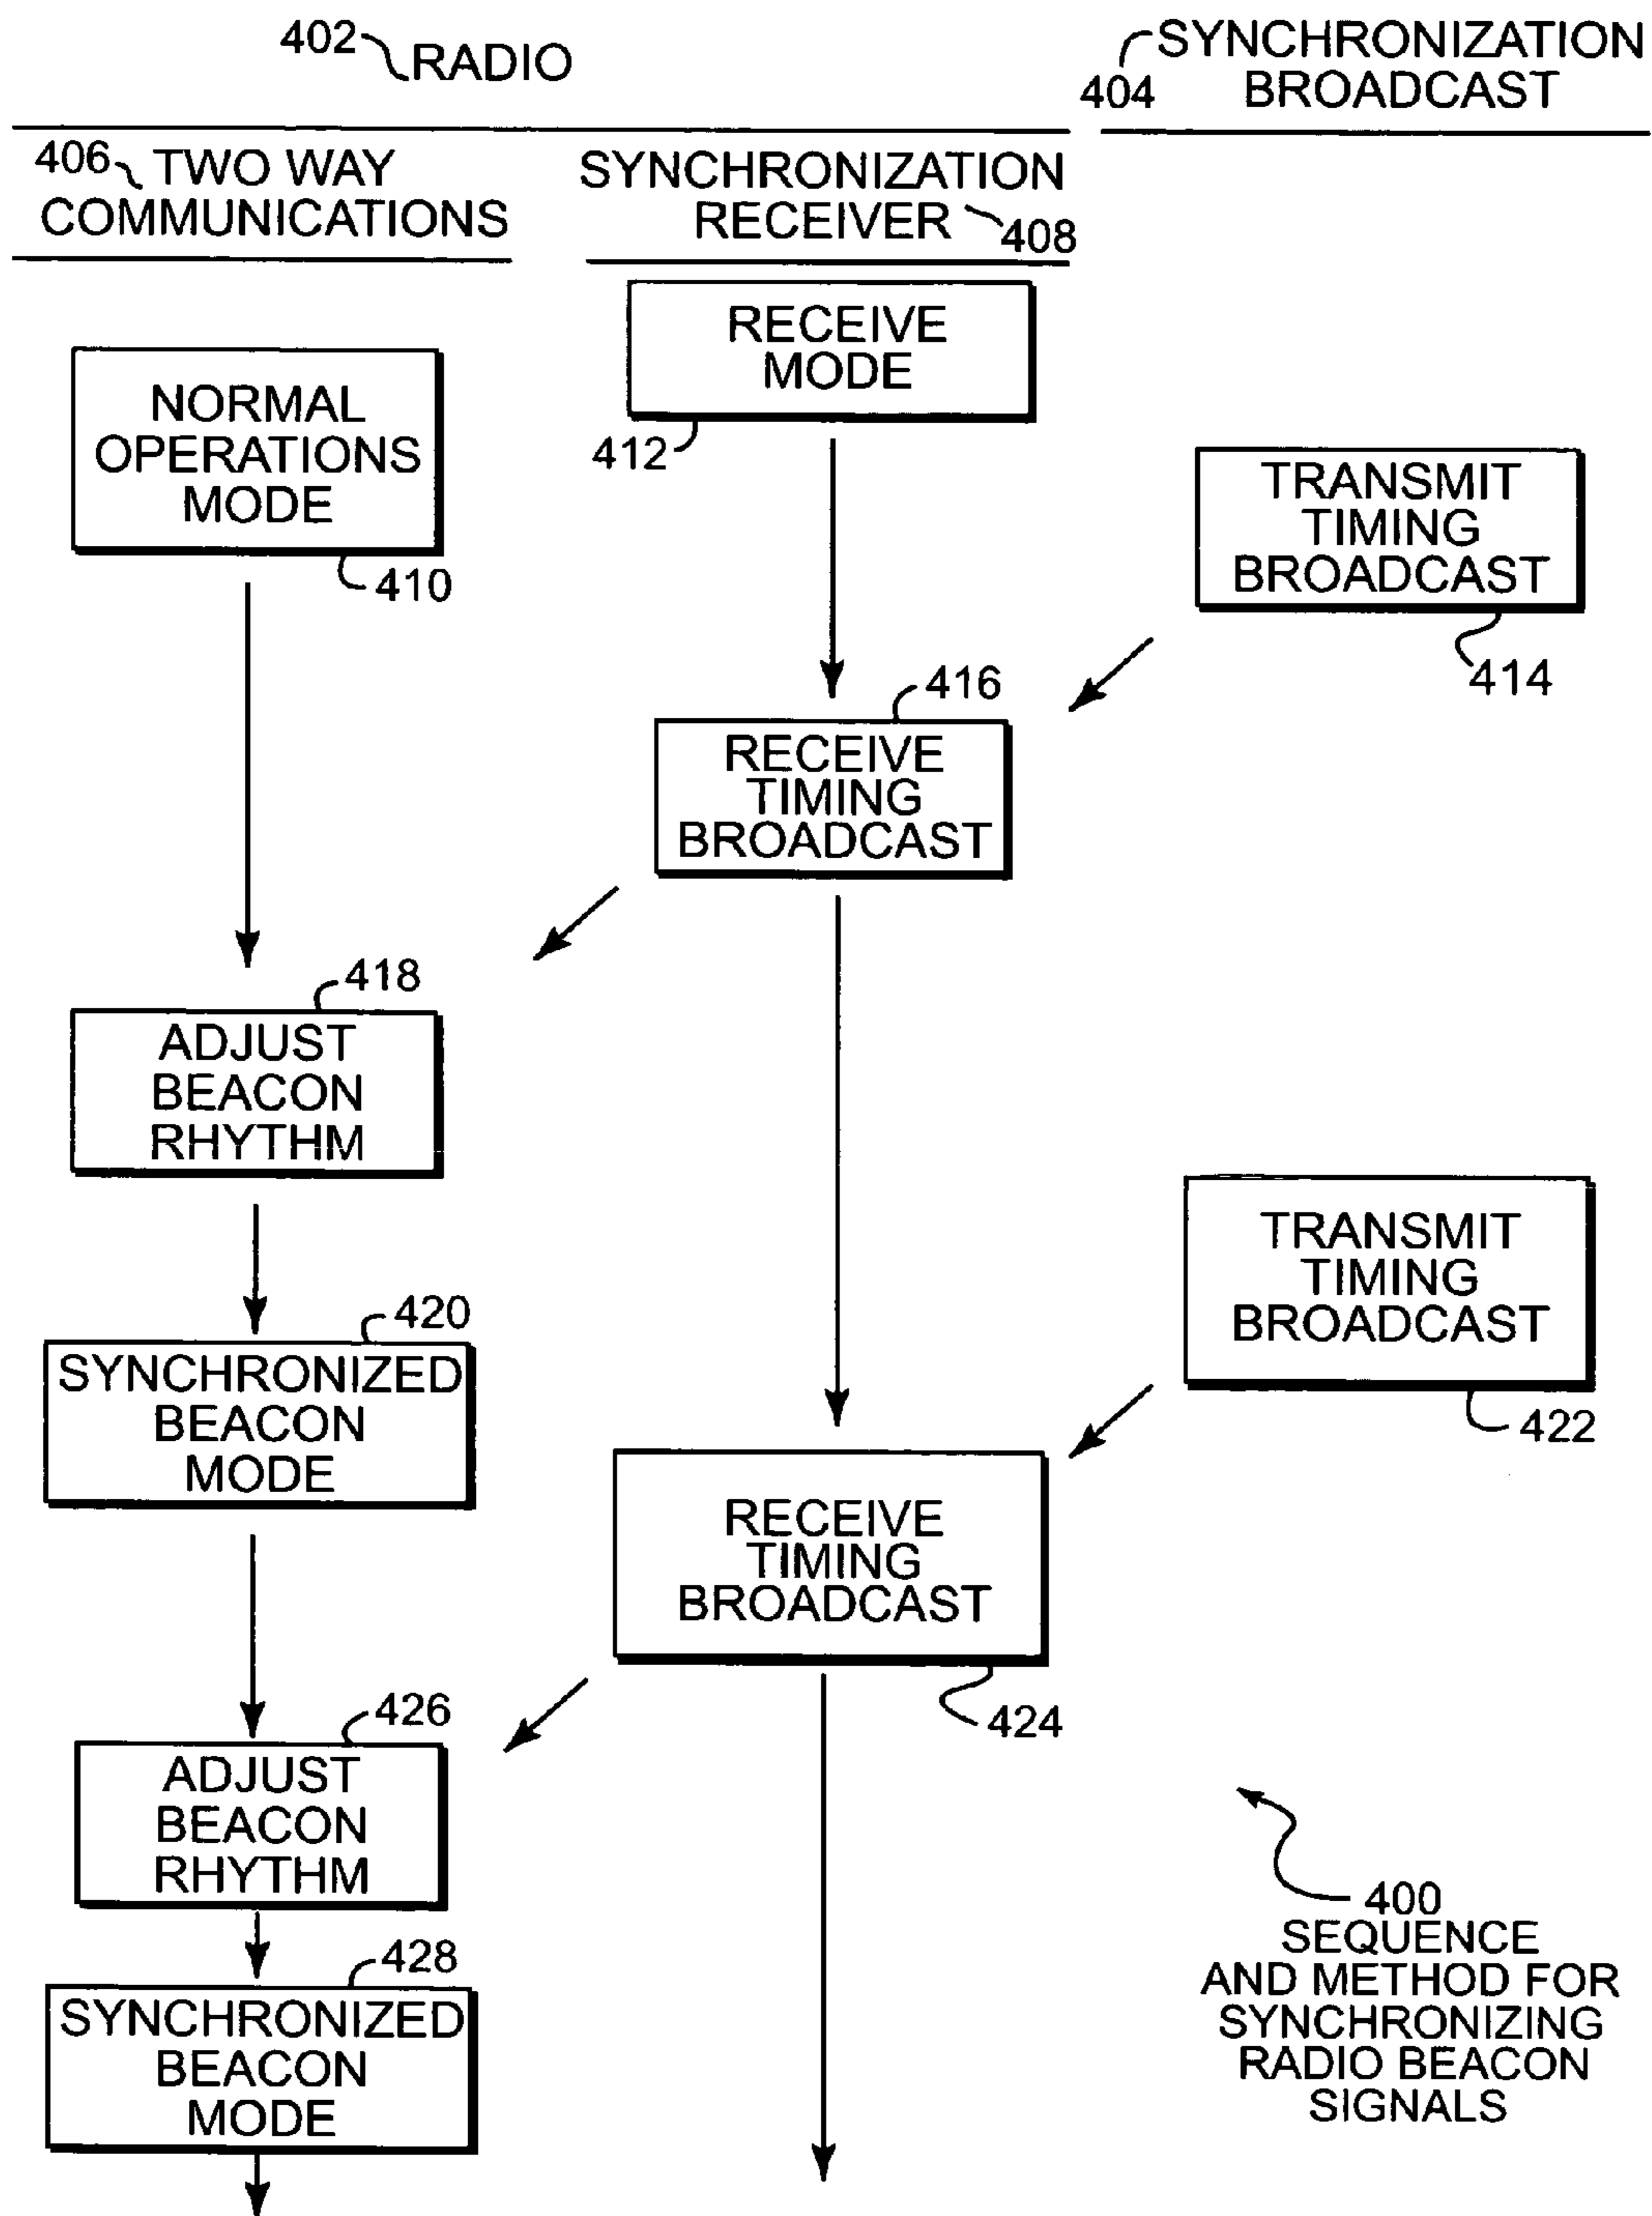 402 RADIO
404 SYNCHRONIZATION
BROADCAST
406 TWO WAY
COMMUNICATIONS
SYNCHRONIZATION
RECEIVER 408
RECEIVE
MODE
412
NORMAL
OPERATIONS
MODE
410
TRANSMIT
TIMING
BROADCAST
414
416
RECEIVE
TIMING
BROADCAST
418
ADJUST
BEACON
RHYTHM
TRANSMIT
TIMING
BROADCAST
422
420
SYNCHRONIZED
BEACON
MODE
RECEIVE
TIMING
BROADCAST
424
426
ADJUST
BEACON
RHYTHM
428
SYNCHRONIZED
BEACON
MODE
400
SEQUENCE
AND METHOD FOR
SYNCHRONIZING
RADIO BEACON
SIGNALS